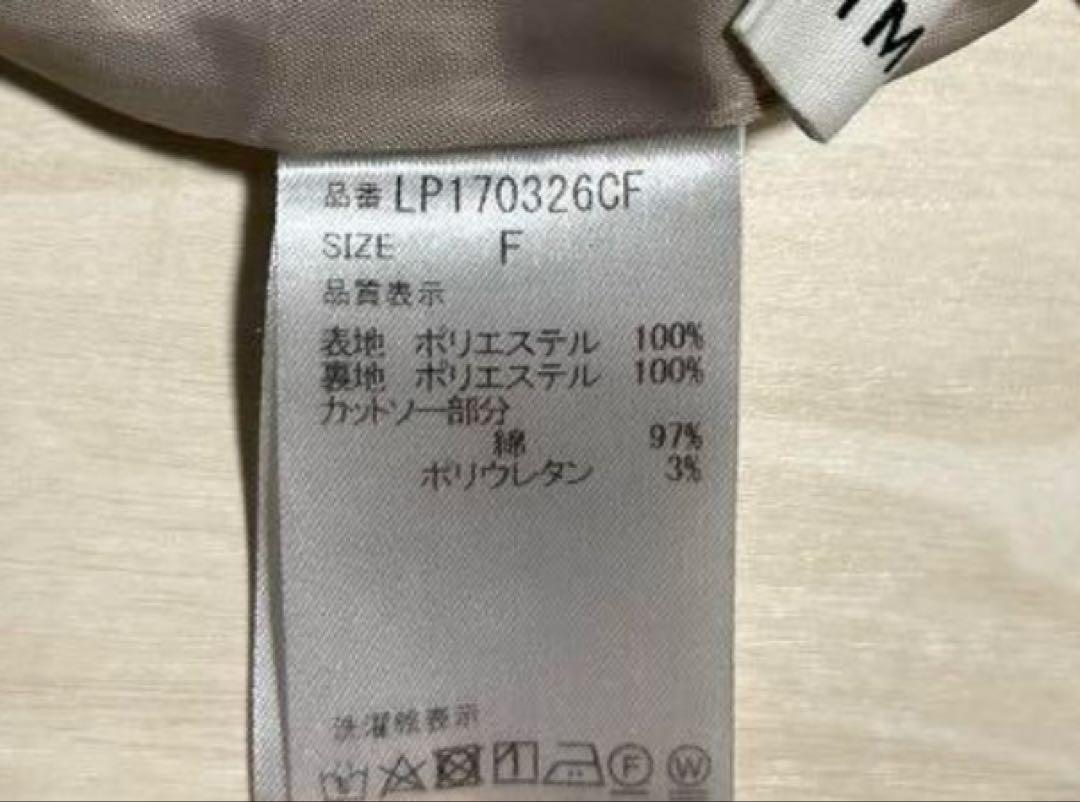 M
品番 LP170326CF
SIZE F
品質表示
表地 ポリエステル 100%
裏地 ポリエステル 100%
カットソー部分
綿 97%
ポリウレタン 3%
洗濯絵表示
F W